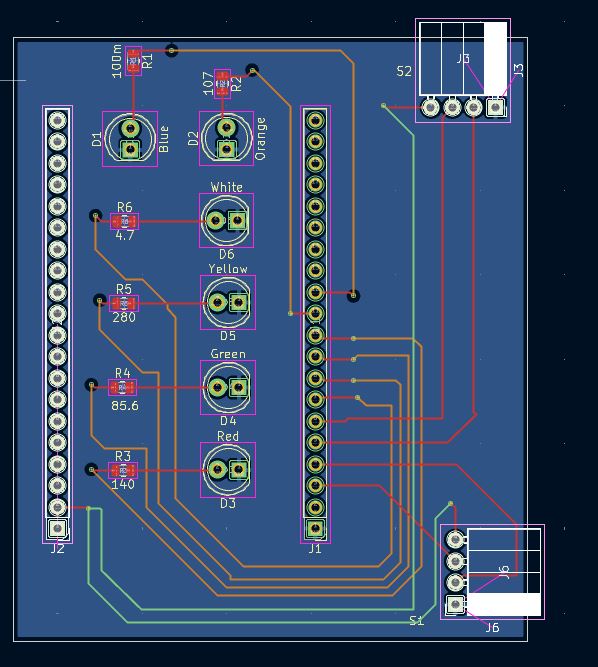 100m
R1
107
R2
S2
J3
J3
D1
Blue
D2
Orange
White
R6
4.7
D6
Yellow
R5
280
D5
Green
R4
85.6
D4
Red
R3
140
D3
J2
J1
J6
S1
J6